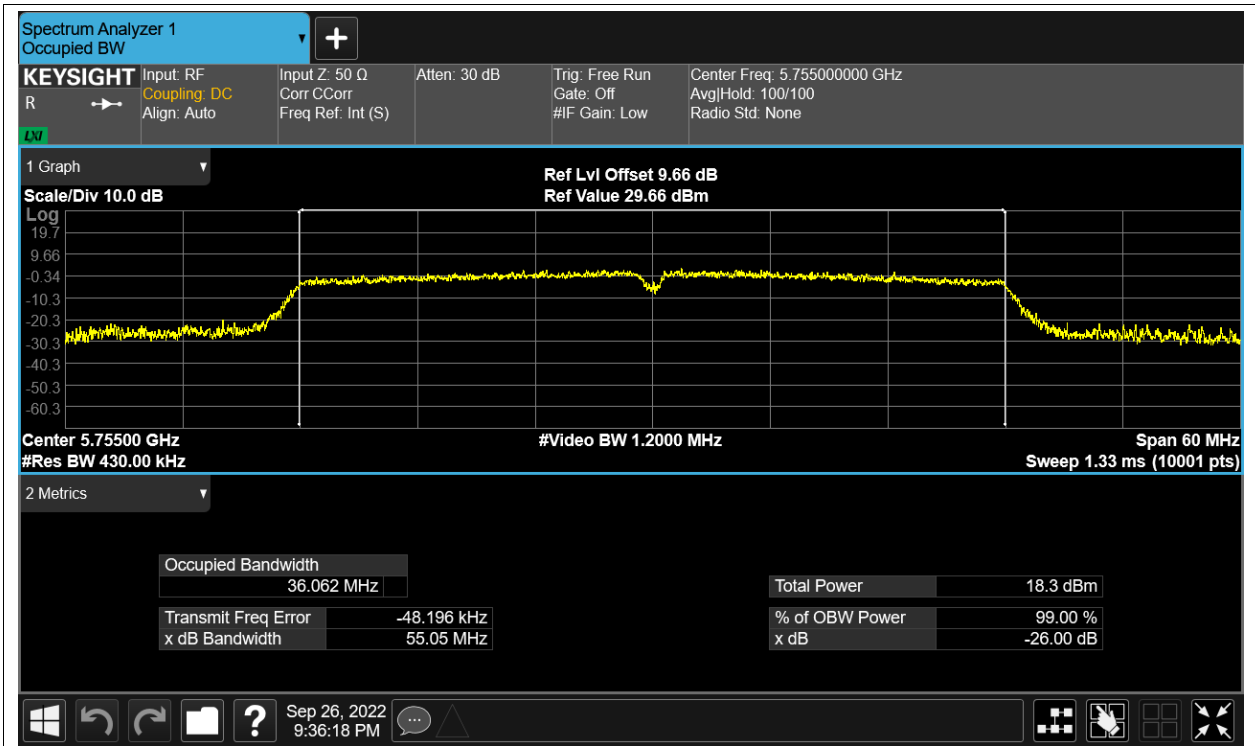 Spectrum Analyzer 1
Occupied BW
KEYSIGHT
R
LXI
Input: RF
Coupling: DC
Align: Auto
Input Z: 50 Ω
Corr CCorr
Freq Ref: Int (S)
Atten: 30 dB
Trig: Free Run
Gate: Off
#IF Gain: Low
Center Freq: 5.755000000 GHz
Avg|Hold: 100/100
Radio Std: None
1 Graph
Scale/Div 10.0 dB
Ref Lvl Offset 9.66 dB
Ref Value 29.66 dBm
Log
19.7
9.66
-0.34
-10.3
-20.3
-30.3
-40.3
-50.3
-60.3
Center 5.75500 GHz
#Video BW 1.2000 MHz
Span 60 MHz
#Res BW 430.00 kHz
Sweep 1.33 ms (10001 pts)
2 Metrics
Occupied Bandwidth
36.062 MHz
Transmit Freq Error -48.196 kHz
x dB Bandwidth 55.05 MHz
Total Power 18.3 dBm
% of OBW Power 99.00 %
x dB -26.00 dB
?
Sep 26, 2022
9:36:18 PM